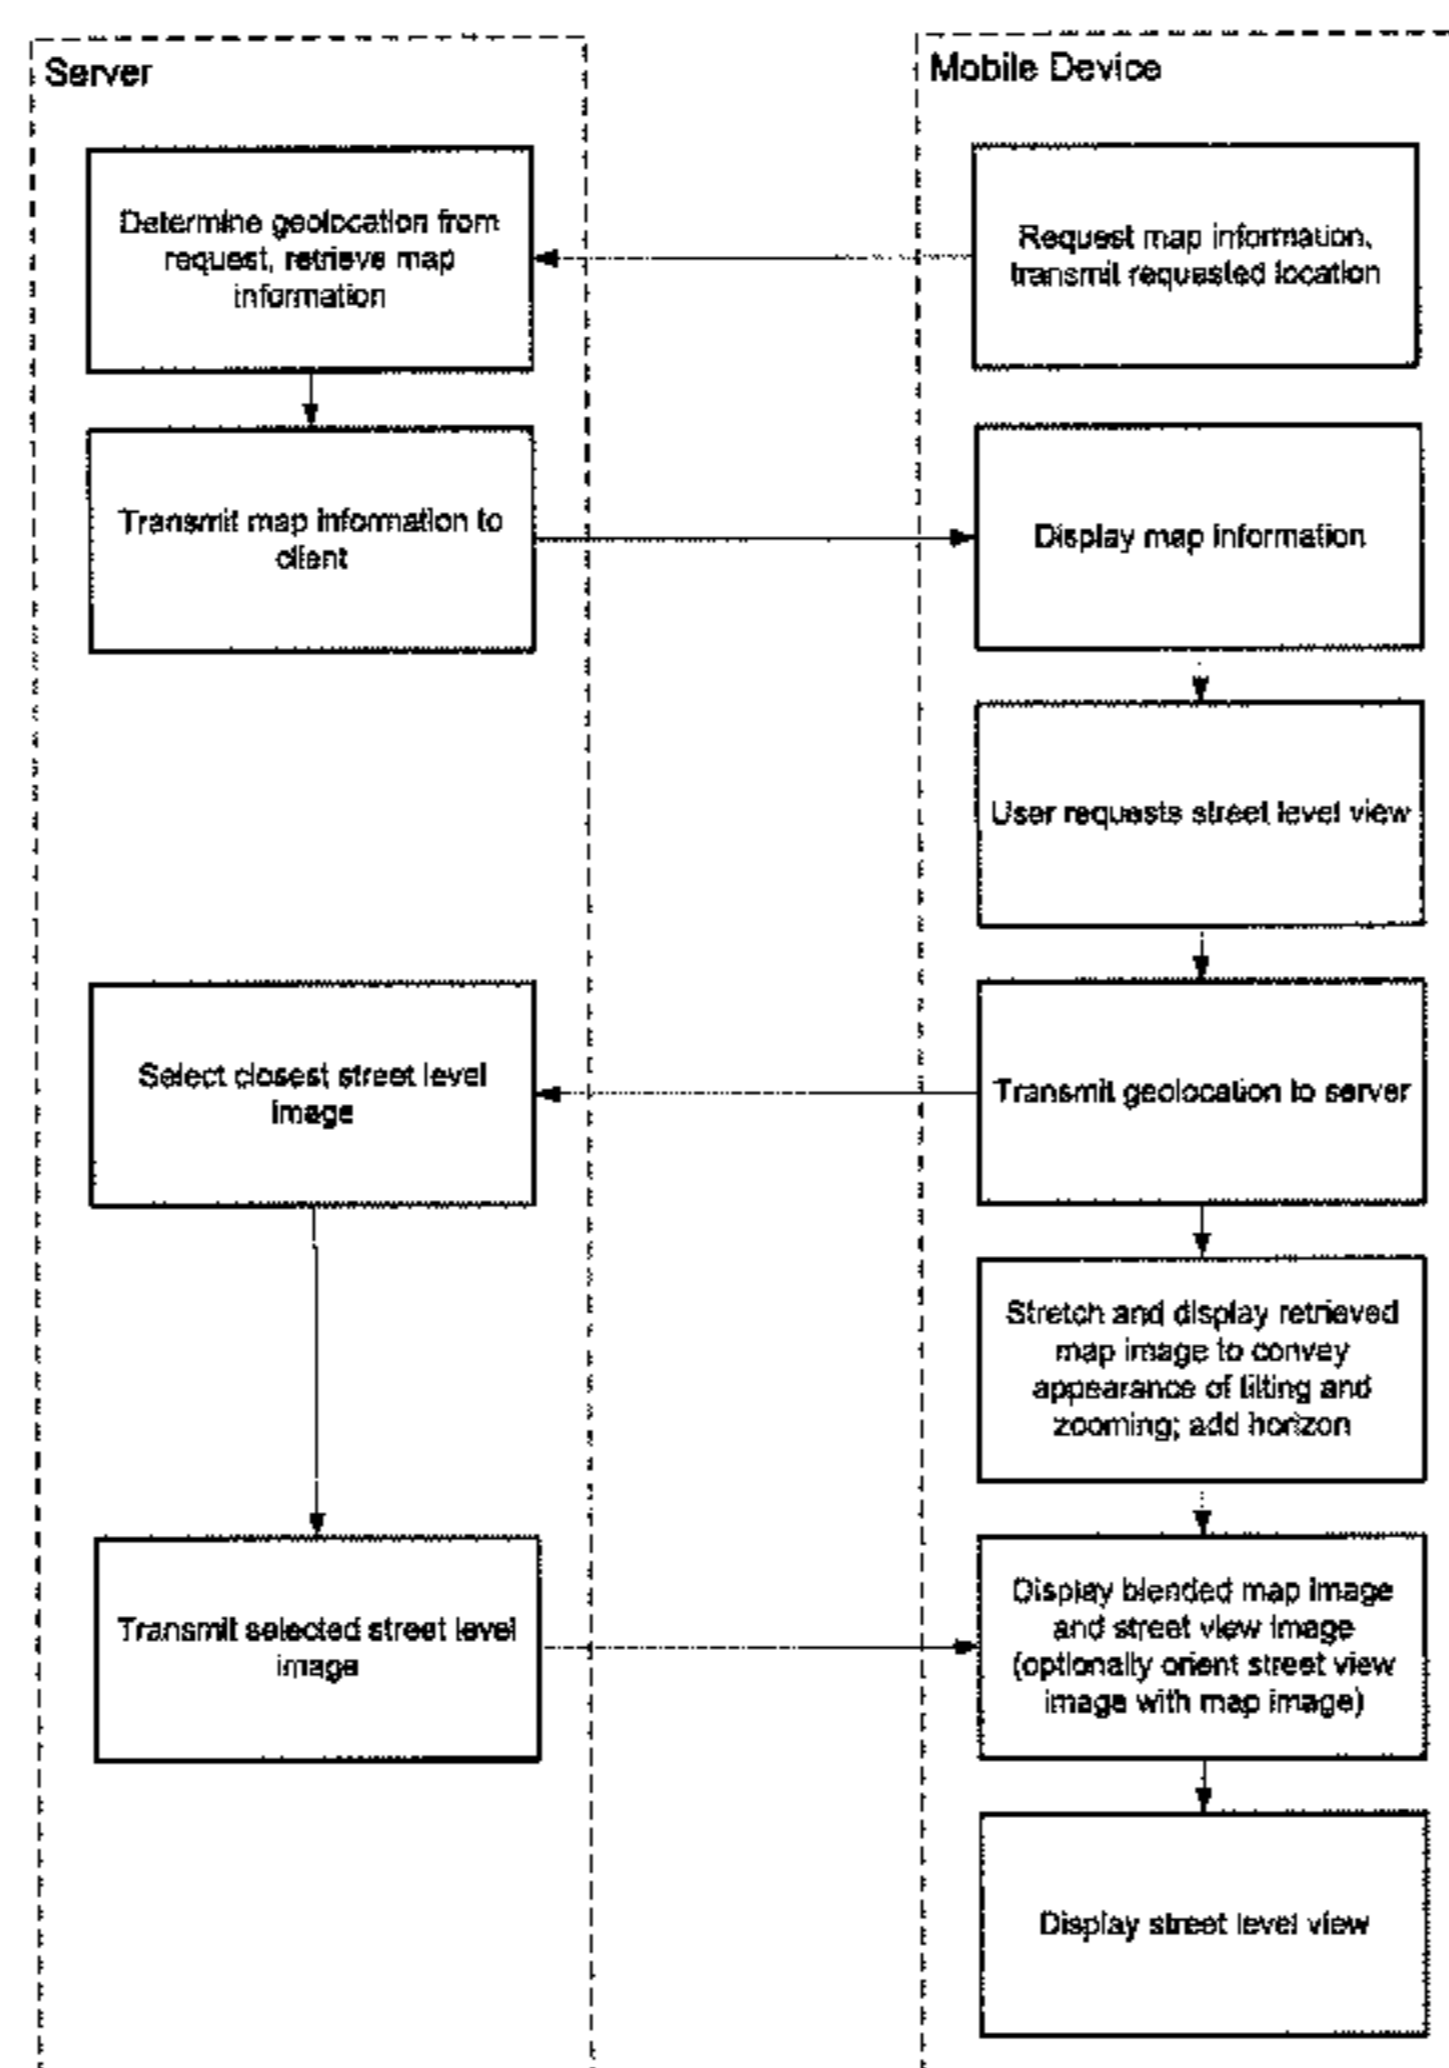 Server
Mobile Device
Determine geolocation from
request, retrieve map
information
Request map information,
transmit requested location
Transmit map information to
client
Display map information
User requests street level view
Select closest street level
image
Transmit geolocation to server
Stretch and display retrieved
map image to convey
appearance of tilting and
zooming; add horizon
Transmit selected street level
image
Display blended map image
and street view image
(optionally orient street view
image with map image)
Display street level view